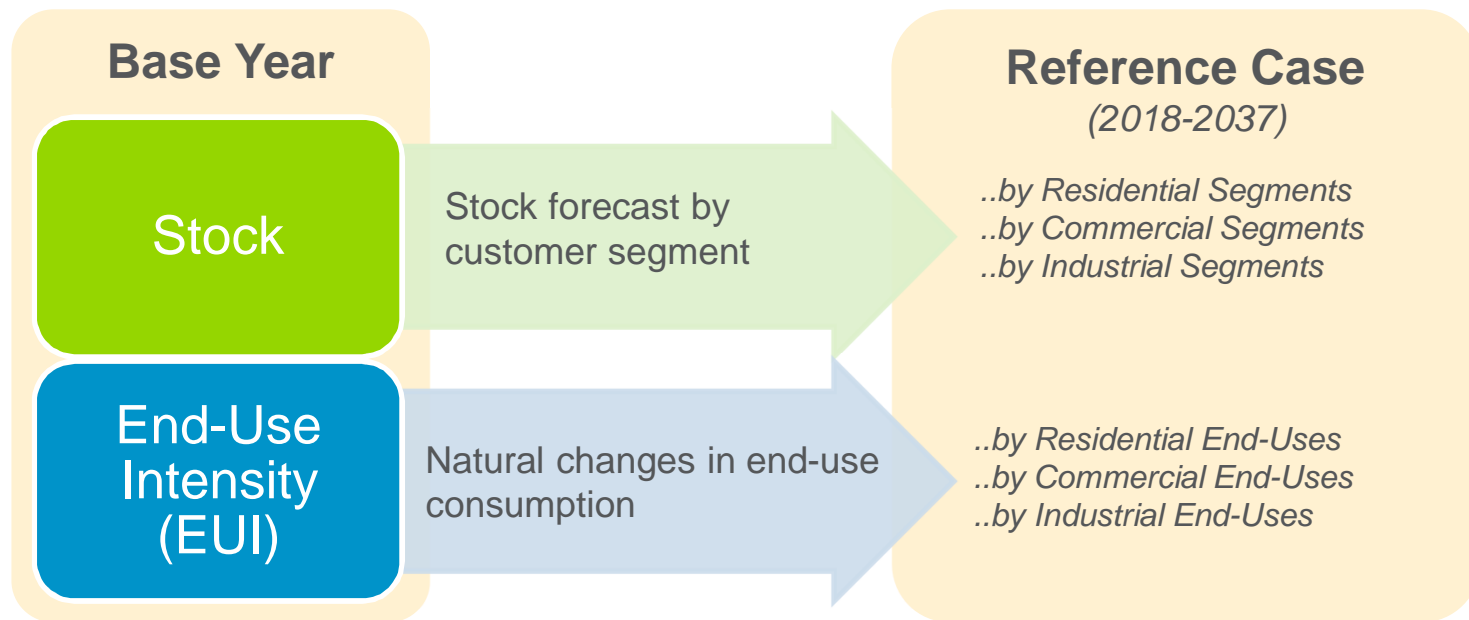 Base Year
Stock
End-Use
Intensity
(EUI)
Stock forecast by
customer segment
Natural changes in end-use
consumption
Reference Case
(2018-2037)
..by Residential Segments
..by Commercial Segments
..by Industrial Segments
..by Residential End-Uses
..by Commercial End-Uses
..by Industrial End-Uses